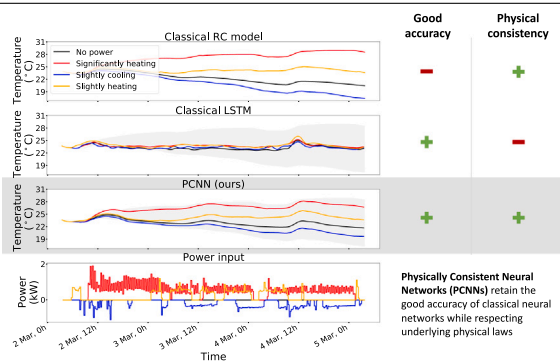 Good
accuracy
Physical
consistency
Classical RC model
Temperature
(°C)
31
28
25
22
19
No power
Significantly heating
Slightly cooling
Slightly heating
Classical LSTM
Temperature
(°C)
31
28
25
22
19
PCNN (ours)
Temperature
(°C)
31
28
25
22
19
Power input
Power
(kW)
2
0
2 Mar, 0h
2 Mar, 12h
3 Mar, 0h
3 Mar, 12h
4 Mar, 0h
4 Mar, 12h
5 Mar, 0h
Time
Physically Consistent Neural
Networks (PCNNs) retain the
good accuracy of classical neural
networks while respecting
underlying physical laws